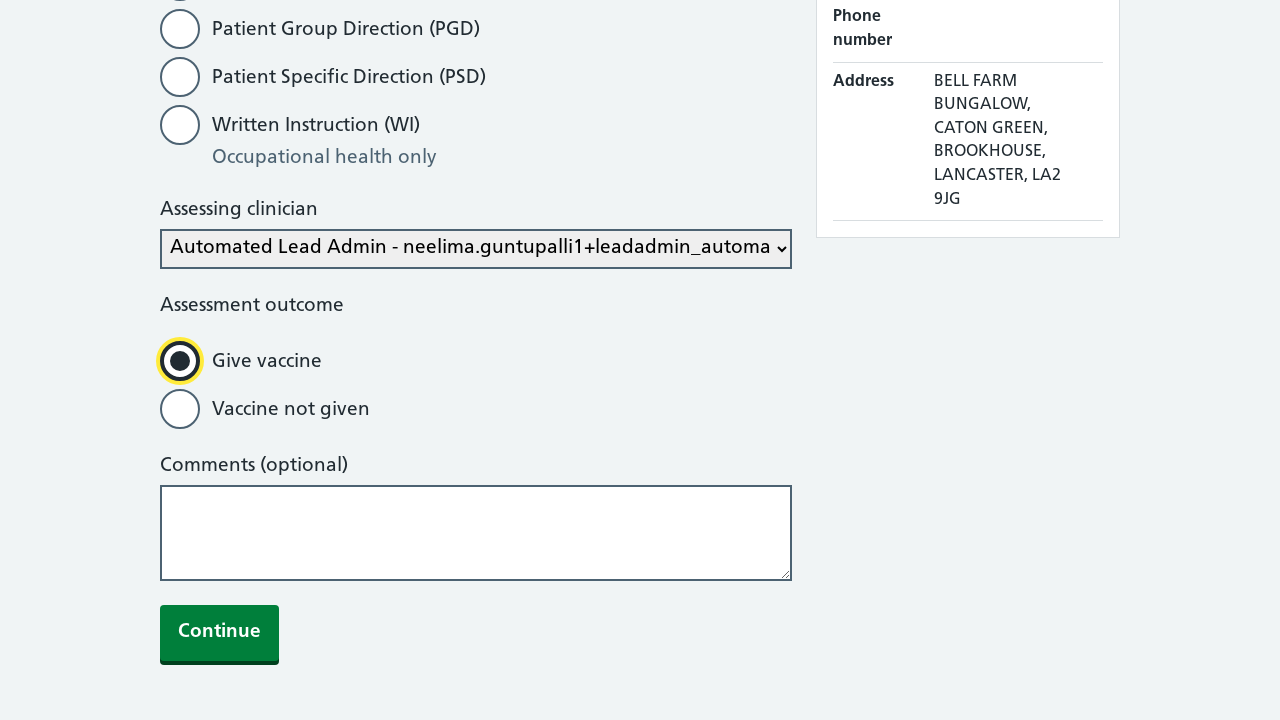 Patient Group Direction (PGD)
Patient Specific Direction (PSD)
Written Instruction (WI)
Occupational health only
Assessing clinician
Automated Lead Admin - neelima.guntupalli1+leadadmin_automa
Assessment outcome
Give vaccine
Vaccine not given
Comments (optional)
Continue
Phone
number
Address
BELL FARM
BUNGALOW,
CATON GREEN,
BROOKHOUSE,
LANCASTER, LA2
9JG